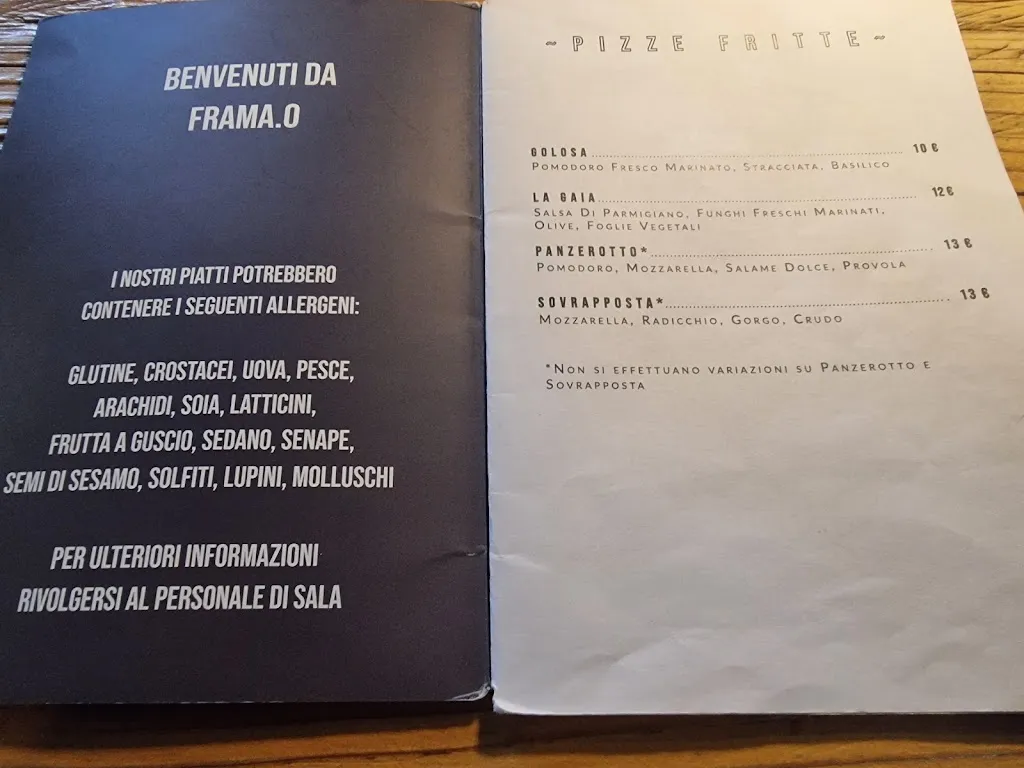 BENVENUTI DA
FRAMA.O
I NOSTRI PIATTI POTREBBERO
CONTENERE I SEGUENTI ALLERGENI:
GLUTINE, CROSTACEI, UOVA, PESCE,
ARACHIDI, SOIA, LATTICINI,
FRUTTA A GUSCIO, SEDANO, SENAPE,
SEMI DI SESAMO, SOLFITI, LUPINI, MOLLUSCHI
PER ULTERIORI INFORMAZIONI
RIVOLGERSI AL PERSONALE DI SALA
~ PIZZE FRITTE ~
GOLOSA 10 €
POMODORO FRESCO MARINATO, STRACCIATA, BASILICO
LA GAIA 12 €
SALSA DI PARMIGIANO, FUNGHI FRESCHI MARINATI,
OLIVE, FOGLIE VEGETALI
PANZEROTTO* 13 €
POMODORO, MOZZARELLA, SALAME DOLCE, PROVOLA
SOVRAPPOSTA* 13 €
MOZZARELLA, RADICCHIO, GORGO, CRUDO
*NON SI EFFETTUANO VARIAZIONI SU PANZEROTTO E
SOVRAPPOSTA